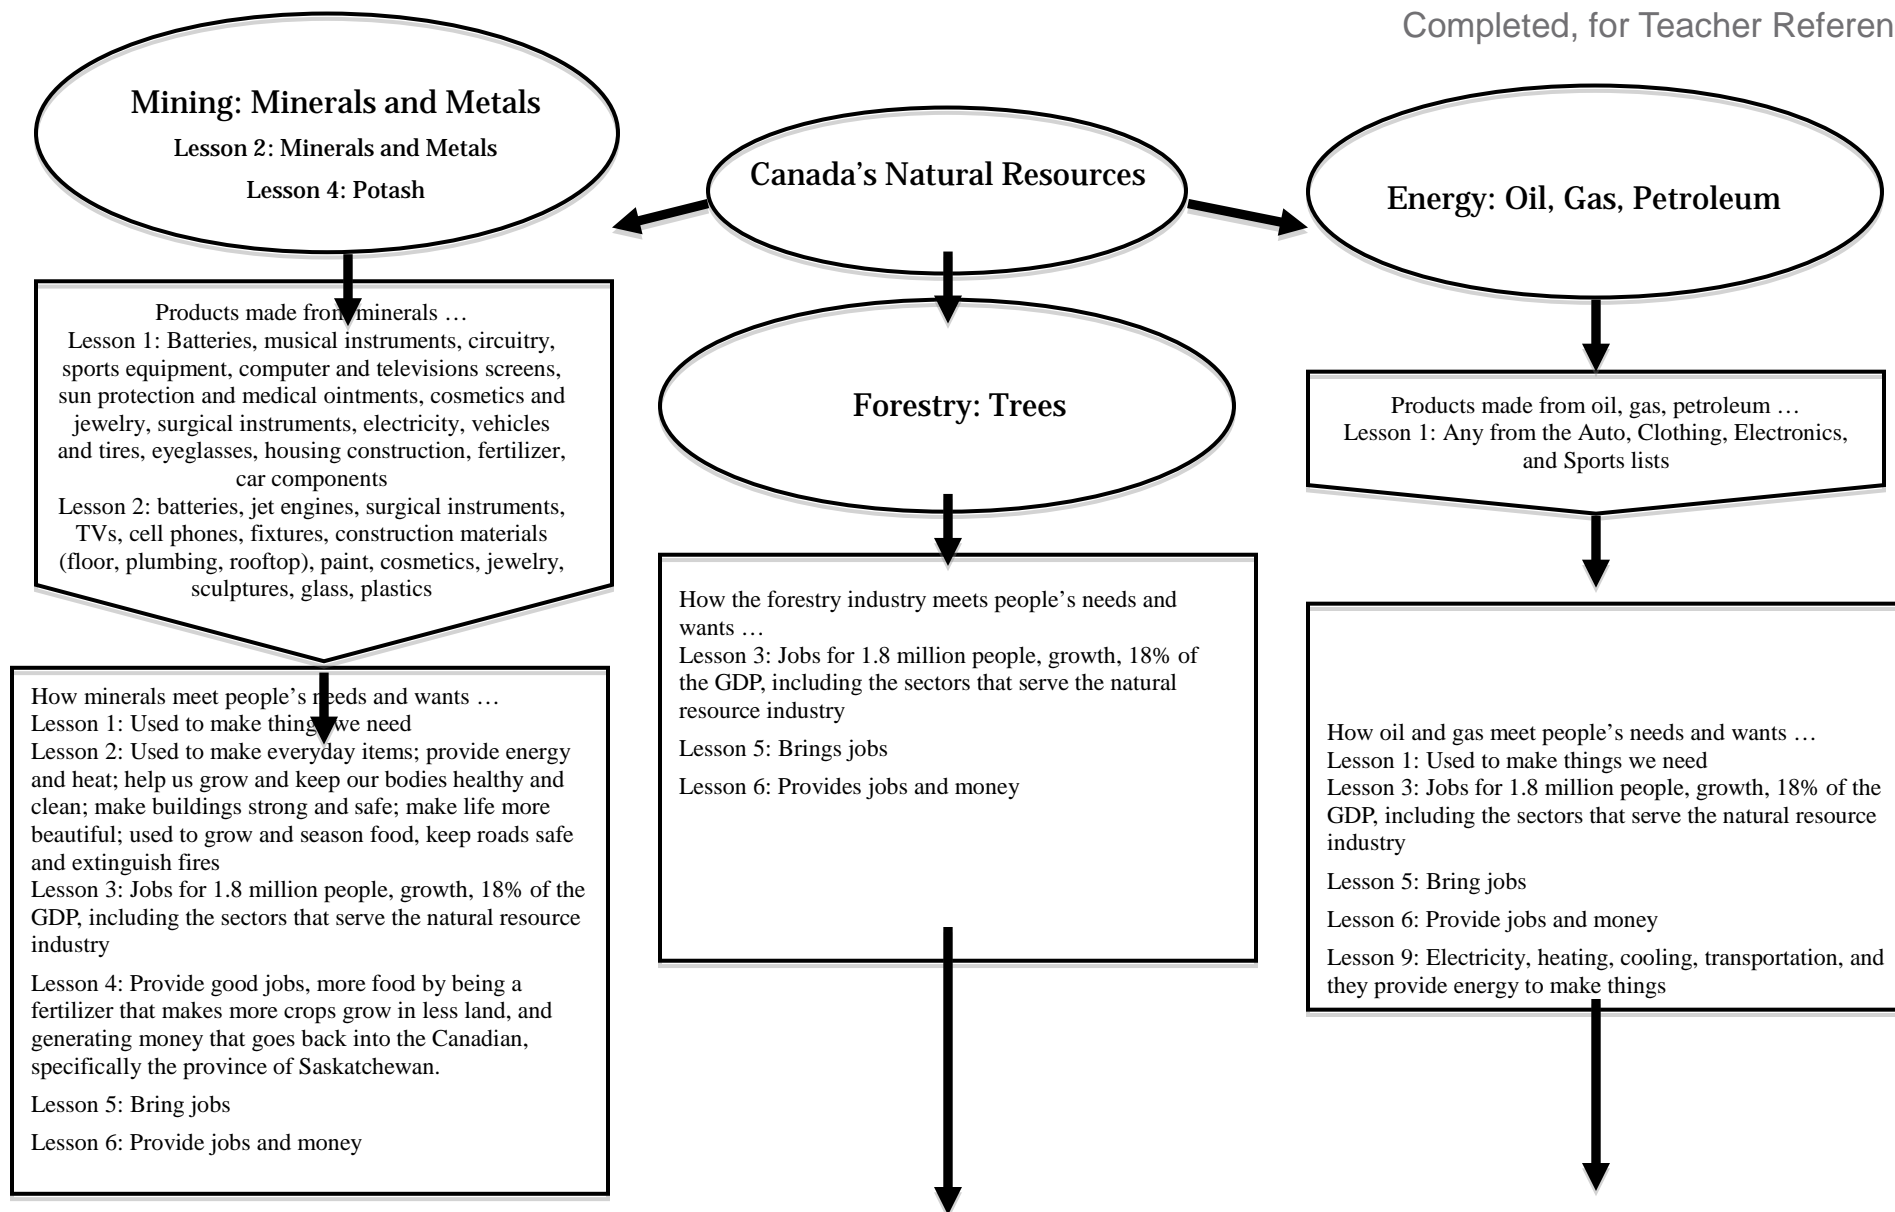 Completed, for Teacher Referen
Mining: Minerals and Metals
Lesson 2: Minerals and Metals
Lesson 4: Potash
Canada's Natural Resources
Energy: Oil, Gas, Petroleum
Products made from minerals …
Lesson 1: Batteries, musical instruments, circuitry,
sports equipment, computer and televisions screens,
sun protection and medical ointments, cosmetics and
jewelry, surgical instruments, electricity, vehicles
and tires, eyeglasses, housing construction, fertilizer,
car components
Lesson 2: batteries, jet engines, surgical instruments,
TVs, cell phones, fixtures, construction materials
(floor, plumbing, rooftop), paint, cosmetics, jewelry,
sculptures, glass, plastics
Forestry: Trees
Products made from oil, gas, petroleum …
Lesson 1: Any from the Auto, Clothing, Electronics,
and Sports lists
How minerals meet people's needs and wants …
Lesson 1: Used to make things we need
Lesson 2: Used to make everyday items; provide energy
and heat; help us grow and keep our bodies healthy and
clean; make buildings strong and safe; make life more
beautiful; used to grow and season food, keep roads safe
and extinguish fires
Lesson 3: Jobs for 1.8 million people, growth, 18% of the
GDP, including the sectors that serve the natural resource
industry
Lesson 4: Provide good jobs, more food by being a
fertilizer that makes more crops grow in less land, and
generating money that goes back into the Canadian,
specifically the province of Saskatchewan.
Lesson 5: Bring jobs
Lesson 6: Provide jobs and money
How the forestry industry meets people's needs and
wants …
Lesson 3: Jobs for 1.8 million people, growth, 18% of
the GDP, including the sectors that serve the natural
resource industry
Lesson 5: Brings jobs
Lesson 6: Provides jobs and money
How oil and gas meet people's needs and wants …
Lesson 1: Used to make things we need
Lesson 3: Jobs for 1.8 million people, growth, 18% of the
GDP, including the sectors that serve the natural resource
industry
Lesson 5: Bring jobs
Lesson 6: Provide jobs and money
Lesson 9: Electricity, heating, cooling, transportation, and
they provide energy to make things